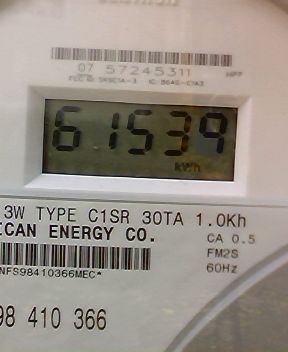 07 57245311
61539
kWh
3W TYPE C1SR 30TA 1.0Kh
ICAN ENERGY CO.
CA 0.5
FM2S
60Hz
NFS98410366MEC*
98 410 366